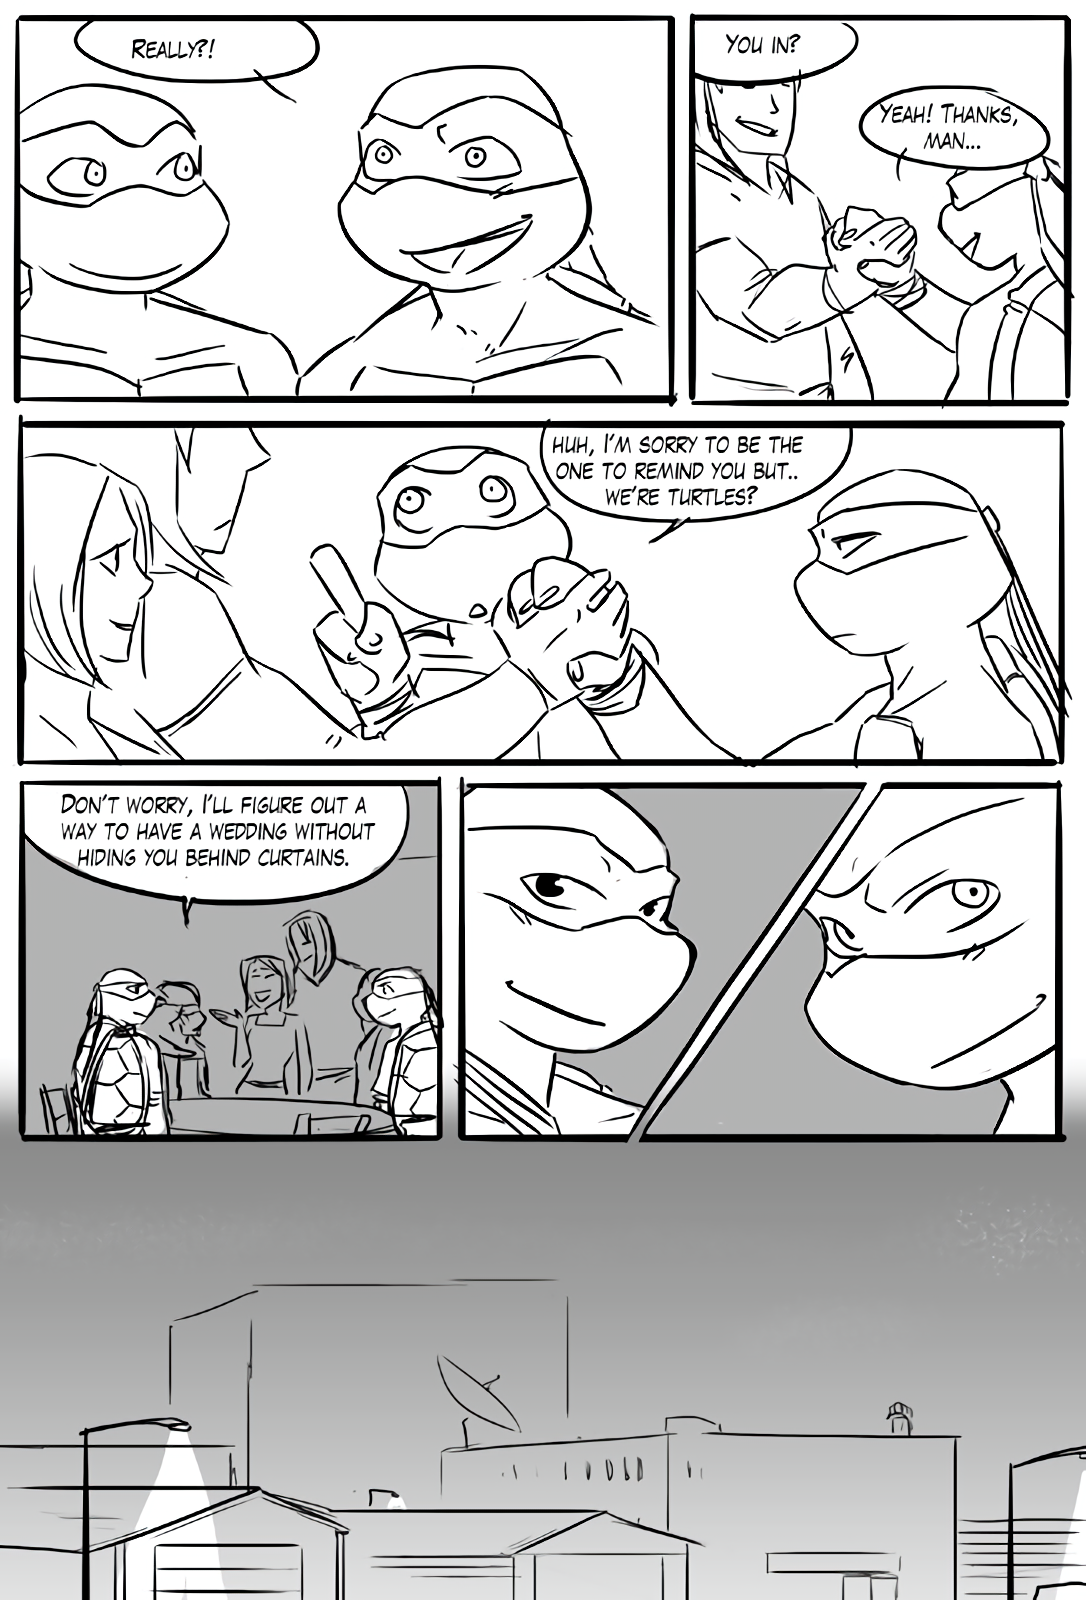 REALLY?!
YOU IN?
YEAH! THANKS,
MAN...
HUH, I'M SORRY TO BE THE
ONE TO REMIND YOU BUT..
WE'RE TURTLES?
DON'T WORRY, I'LL FIGURE OUT A
WAY TO HAVE A WEDDING WITHOUT
HIDING YOU BEHIND CURTAINS.